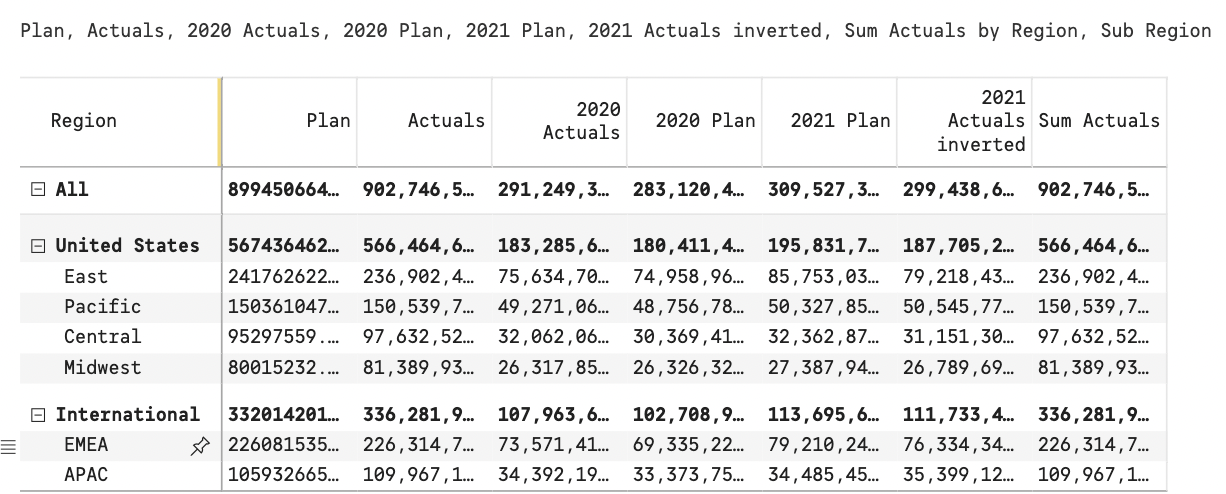 Plan, Actuals, 2020 Actuals, 2020 Plan, 2021 Plan, 2021 Actuals inverted, Sum Actuals by Region, Sub Region
Region Plan Actuals 2020 Actuals 2020 Plan 2021 Plan 2021 Actuals inverted Sum Actuals
All 899450664… 902,746,5… 291,249,3… 283,120,4… 309,527,3… 299,438,6… 902,746,5…
United States 567436462… 566,464,6… 183,285,6… 180,411,4… 195,831,7… 187,705,2… 566,464,6…
East 241762622… 236,902,4… 75,634,70… 74,958,96… 85,753,03… 79,218,43… 236,902,4…
Pacific 150361047… 150,539,7… 49,271,06… 48,756,78… 50,327,85… 50,545,77… 150,539,7…
Central 95297559.… 97,632,52… 32,062,06… 30,369,41… 32,362,87… 31,151,30… 97,632,52…
Midwest 80015232.… 81,389,93… 26,317,85… 26,326,32… 27,387,94… 26,789,69… 81,389,93…
International 332014201… 336,281,9… 107,963,6… 102,708,9… 113,695,6… 111,733,4… 336,281,9…
EMEA 226081535… 226,314,7… 73,571,41… 69,335,22… 79,210,24… 76,334,34… 226,314,7…
APAC 105932665… 109,967,1… 34,392,19… 33,373,75… 34,485,45… 35,399,12… 109,967,1…